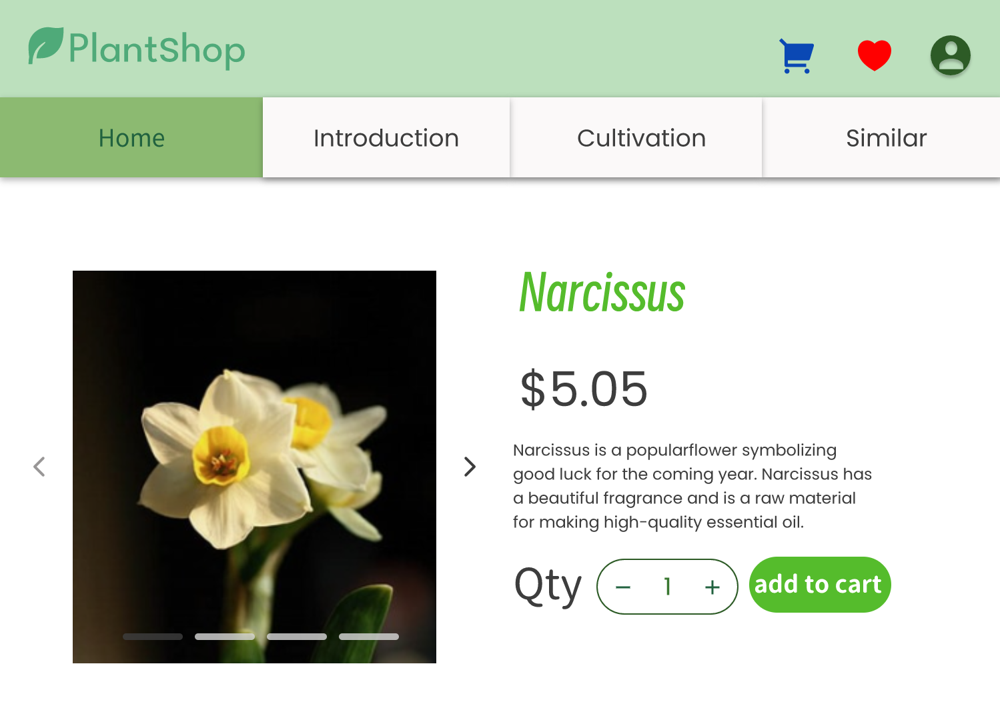 PlantShop
Home
Introduction
Cultivation
Similar
Narcissus
$5.05
Narcissus is a popularflower symbolizing
good luck for the coming year. Narcissus has
a beautiful fragrance and is a raw material
for making high-quality essential oil.
Qty
− 1 +
add to cart